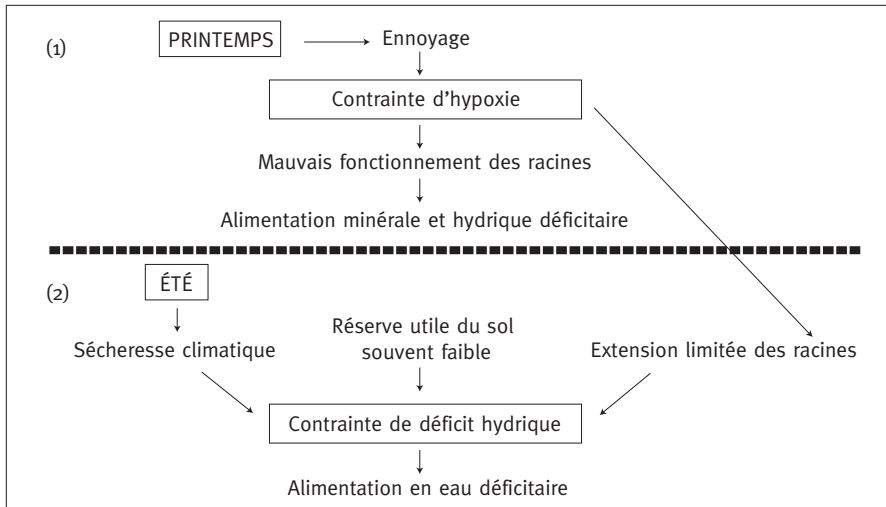 (1)
PRINTEMPS
Ennoyage
Contrainte d'hypoxie
Mauvais fonctionnement des racines
Alimentation minérale et hydrique déficitaire
(2)
ÉTÉ
Sécheresse climatique
Réserve utile du sol
souvent faible
Extension limitée des racines
Contrainte de déficit hydrique
Alimentation en eau déficitaire